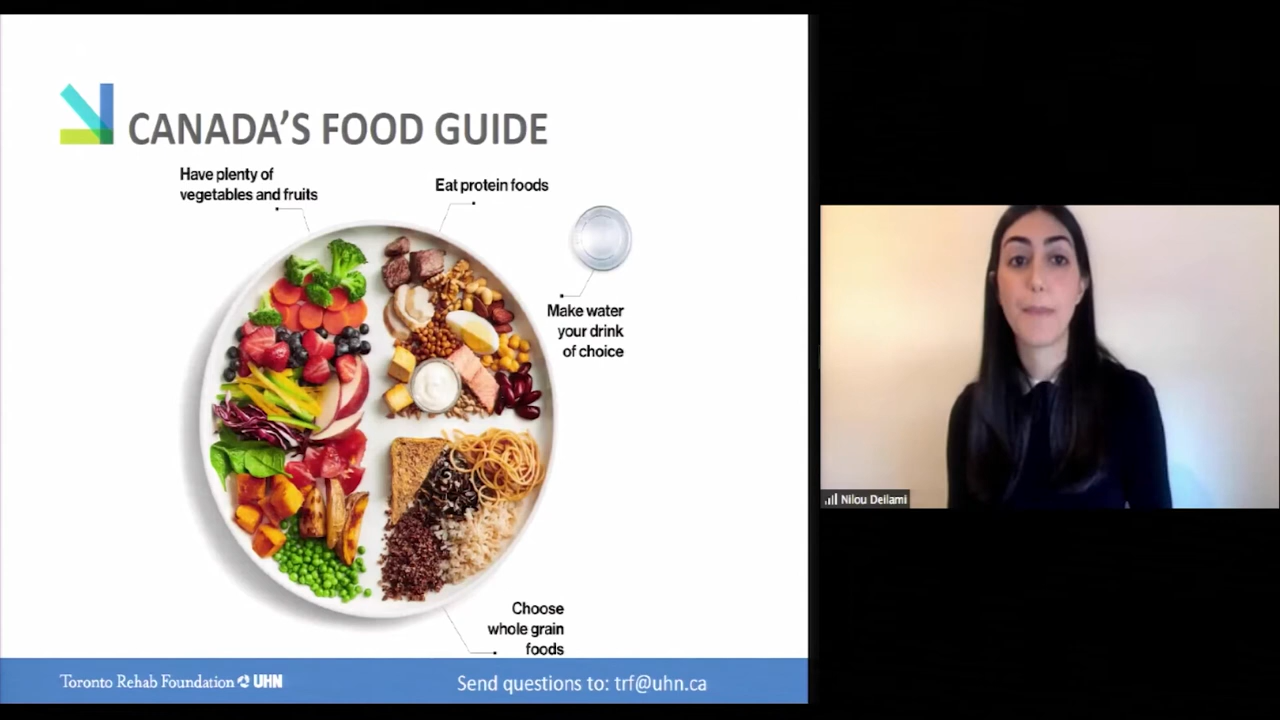 CANADA'S FOOD GUIDE
Have plenty of
vegetables and fruits
Eat protein foods
Make water
your drink
of choice
Choose
whole grain
foods
Toronto Rehab Foundation UHN
Send questions to: trf@uhn.ca
Nilou Deilami